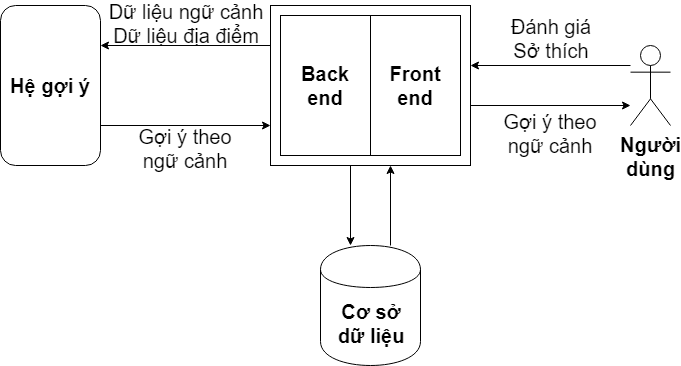 Dữ liệu ngữ cảnh
Dữ liệu địa điểm
Hệ gợi ý
Gợi ý theo
ngữ cảnh
Back
end
Front
end
Đánh giá
Sở thích
Gợi ý theo
ngữ cảnh
Người
dùng
Cơ sở
dữ liệu